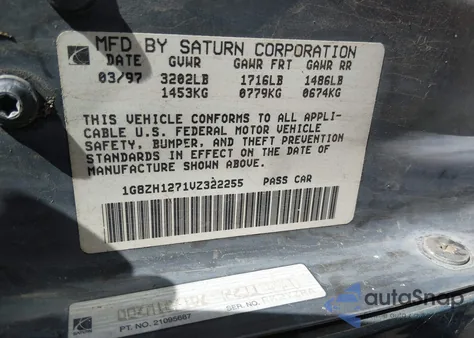 MFD BY SATURN CORPORATION
DATE GVWR GAWR FRT GAWR RR
03/97 3202LB 1716LB 1486LB
1453KG 0779KG 0674KG
THIS VEHICLE CONFORMS TO ALL APPLI-
CABLE U.S. FEDERAL MOTOR VEHICLE
SAFETY, BUMPER, AND THEFT PREVENTION
STANDARDS IN EFFECT ON THE DATE OF
MANUFACTURE SHOWN ABOVE.
1G8ZH1271VZ322255 PASS CAR
PT. NO. 21095687 SERIAL NO.
autoSnap